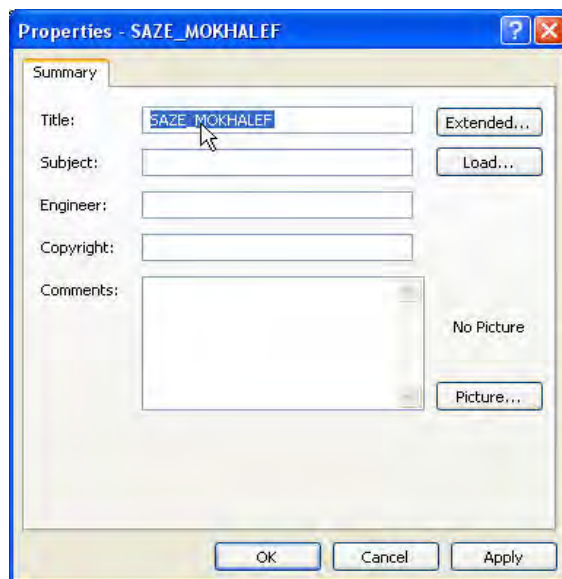 Properties - SAZE_MOKHALEF
Summary
Title: SAZE_MOKHALEF Extended...
Subject: Load...
Engineer:
Copyright:
Comments:
No Picture
Picture...
OK Cancel Apply